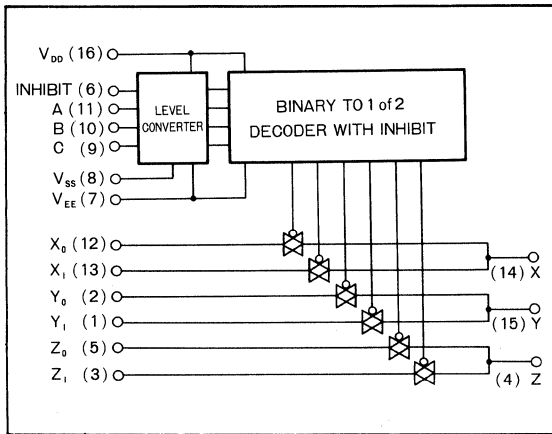 V_DD (16)
INHIBIT (6)
A (11)
B (10)
C (9)
V_SS (8)
V_EE (7)
LEVEL
CONVERTER
BINARY TO 1 of 2
DECODER WITH INHIBIT
X_0 (12)
X_1 (13)
Y_0 (2)
Y_1 (1)
Z_0 (5)
Z_1 (3)
(14) X
(15) Y
(4) Z